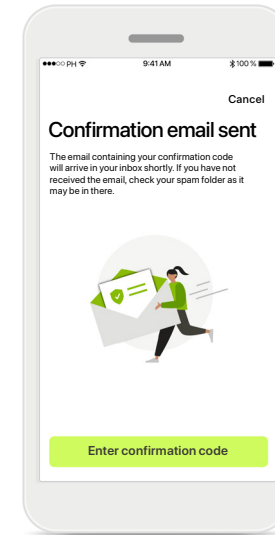 PH 9:41 AM 100 %
Cancel
Confirmation email sent
The email containing your confirmation code
will arrive in your inbox shortly. If you have not
received the email, check your spam folder as it
may be in there.
Enter confirmation code